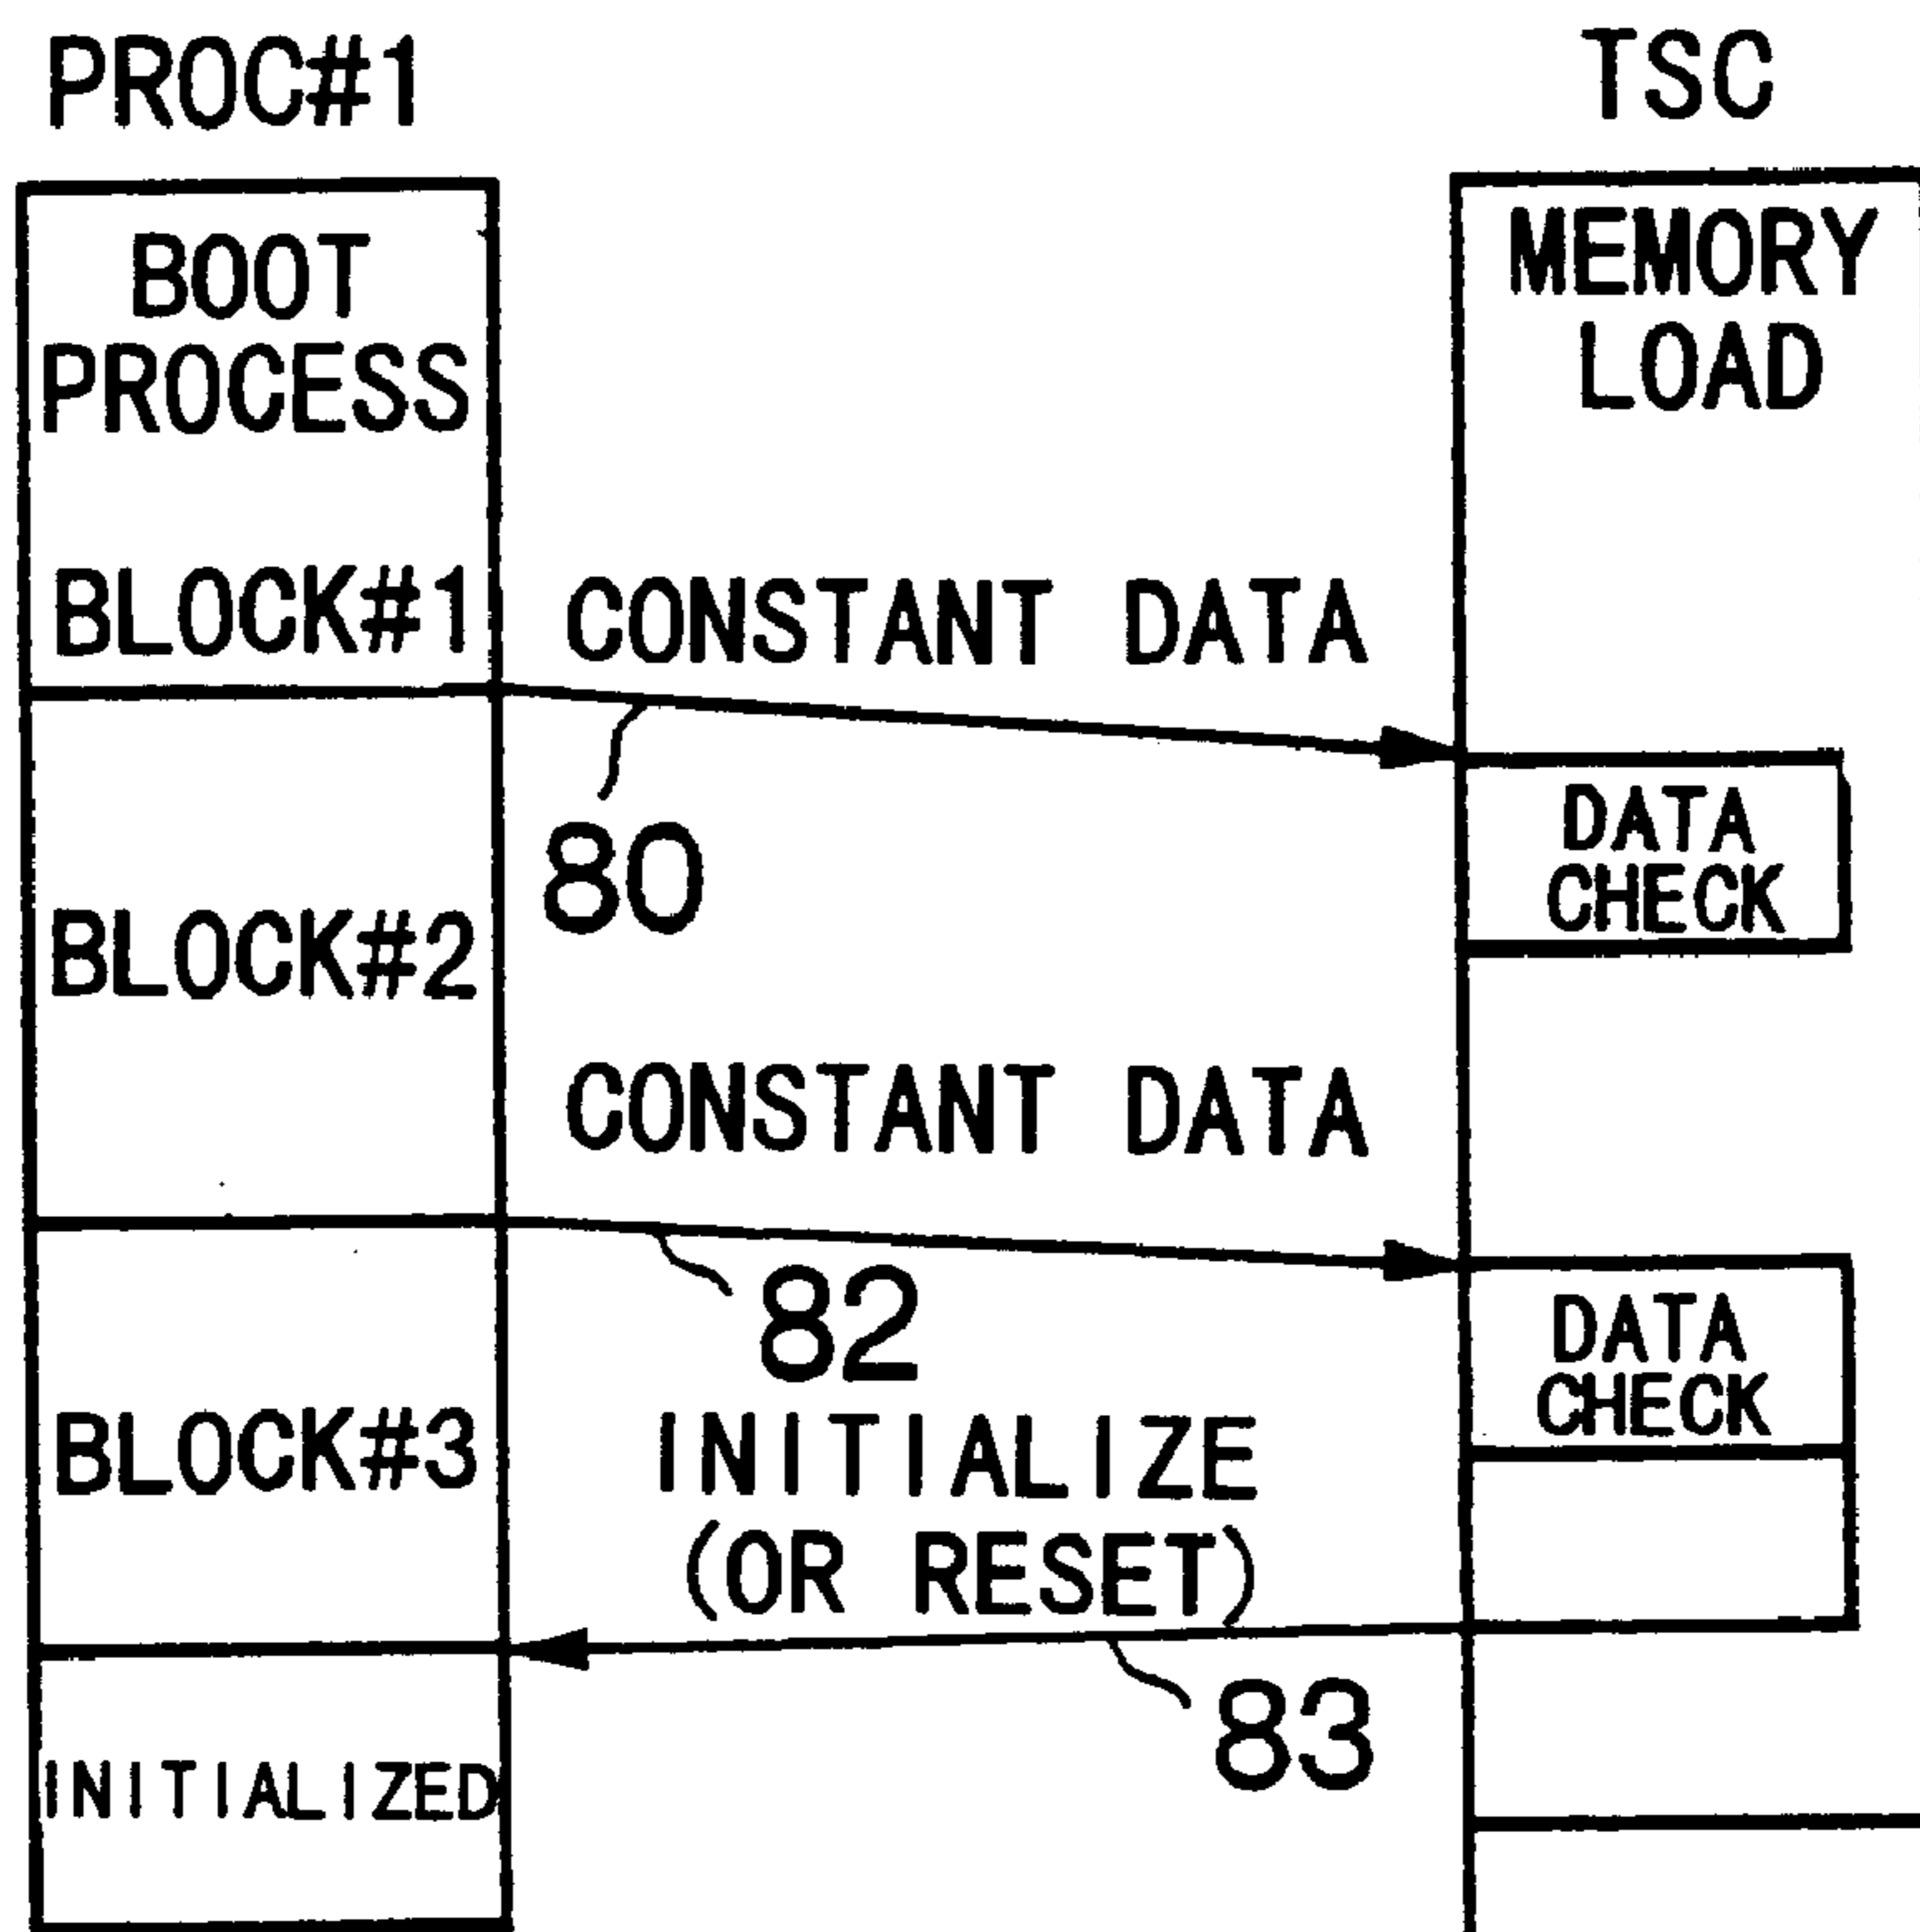 PROC#1
TSC
BOOT
PROCESS
MEMORY
LOAD
BLOCK#1
CONSTANT DATA
80
DATA
CHECK
BLOCK#2
CONSTANT DATA
82
DATA
CHECK
BLOCK#3
INITIALIZE
(OR RESET)
83
INITIALIZED